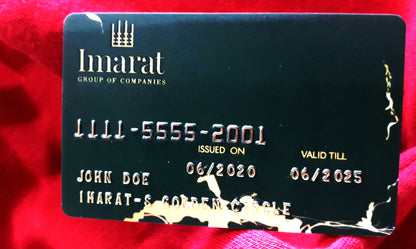 Imarat
GROUP OF COMPANIES
1111-5555-2001
ISSUED ON
VALID TILL
06/2020
06/2025
JOHN DOE
IMARAT-S GOLDEN CIRCLE